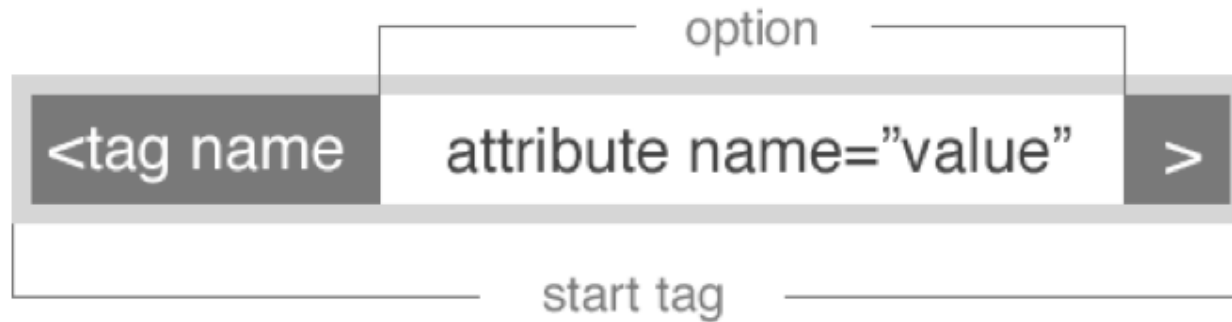 option
<tag name attribute name=”value” >
start tag